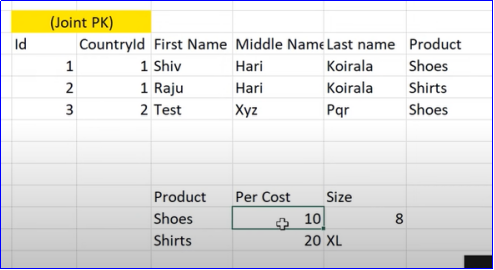 (Joint PK)
Id CountryId First Name Middle Name Last name Product
1 1 Shiv Hari Koirala Shoes
2 1 Raju Hari Koirala Shirts
3 2 Test Xyz Pqr Shoes
Product Per Cost Size
Shoes 10 8
Shirts 20 XL